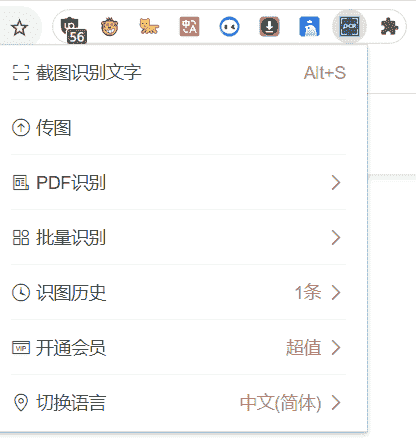 56
截图识别文字 Alt+S
传图
PDF识别
批量识别
识图历史 1条
VIP 开通会员 超值
切换语言 中文(简体)